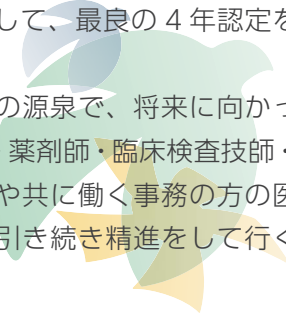 して、最良の 4 年認定を
の源泉で、将来に向かっ
薬剤師・臨床検査技師・
や共に働く事務の方の医
引き続き精進をして行く